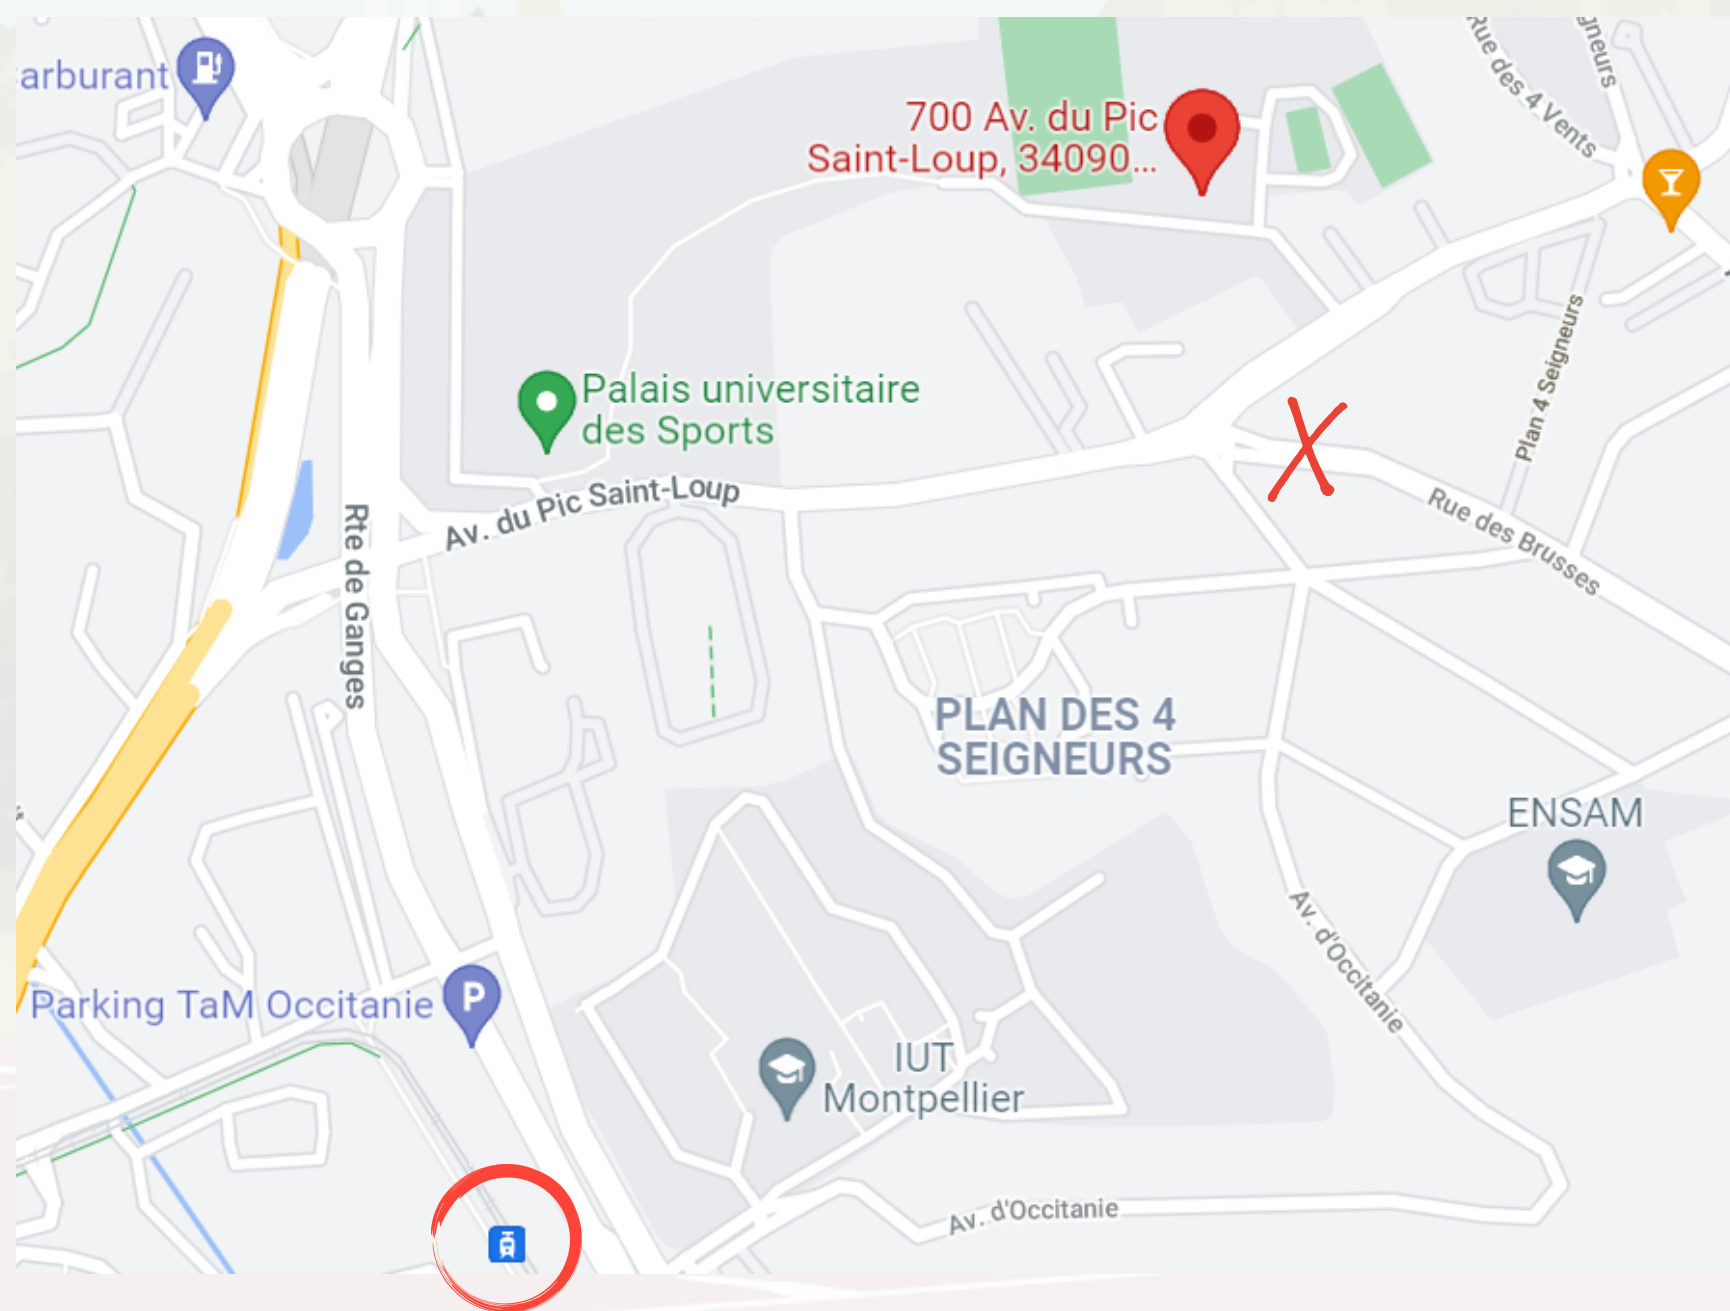 arburant
700 Av. du Pic
Saint-Loup, 34090...
Rue des 4 Vents
gneurs
Plan 4 Seigneurs
Palais universitaire
des Sports
Av. du Pic Saint-Loup
Rte de Ganges
Rue des Brusses
PLAN DES 4
SEIGNEURS
ENSAM
Av. d'Occitanie
Parking TaM Occitanie
P
IUT
Montpellier
Av. d'Occitanie